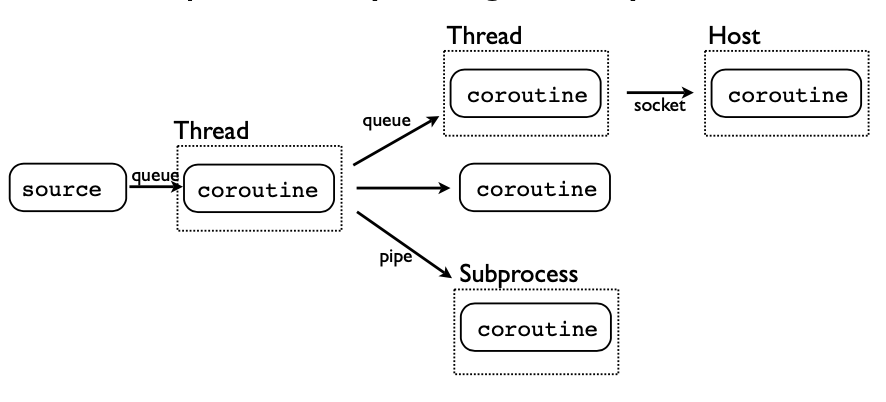 Thread
coroutine
Host
coroutine
socket
queue
Thread
source
queue
coroutine
coroutine
pipe
Subprocess
coroutine